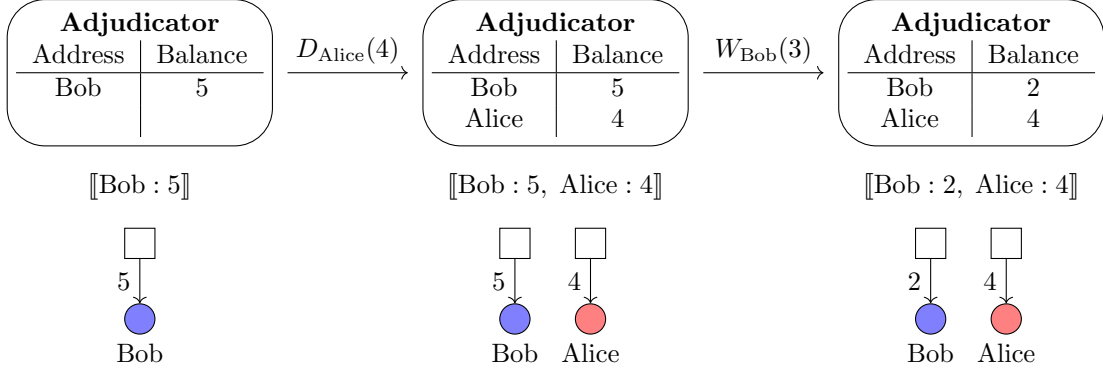 Adjudicator
Address Balance
Bob 5
D_Alice(4)
Adjudicator
Address Balance
Bob 5
Alice 4
W_Bob(3)
Adjudicator
Address Balance
Bob 2
Alice 4
⟦Bob : 5⟧
⟦Bob : 5, Alice : 4⟧
⟦Bob : 2, Alice : 4⟧
5
Bob
5 4
Bob Alice
2 4
Bob Alice